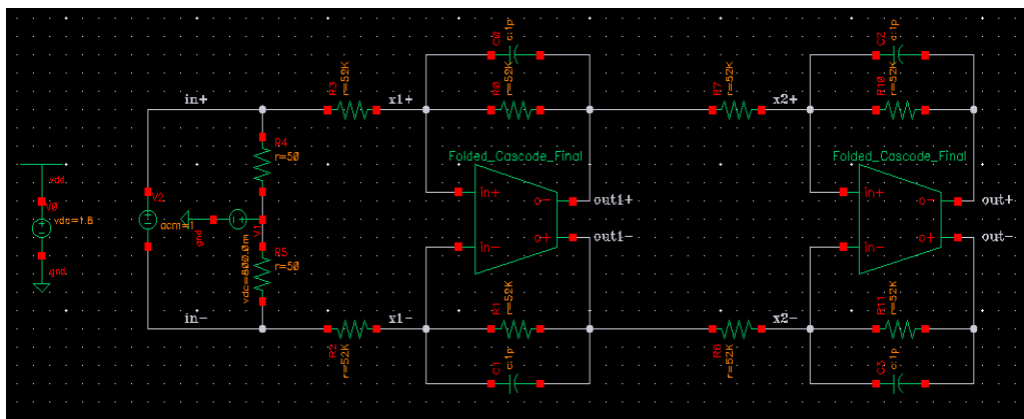 C0
c:1p
R0
r=52K
R3
r=52K
in+
x1+
R4
r=50
Folded_Cascode_Final
in+
o-
out1+
in-
o+
out1-
vdd
V0
vdc=1.8
gnd
V2
acm=1
gnd
V1
vdc=800.0m
R5
r=50
in-
R2
r=52K
x1-
R1
r=52K
C1
c:1p
R7
r=52K
x2+
C2
c:1p
R10
r=52K
Folded_Cascode_Final
in+
o-
out+
in-
o+
out-
x2-
r=52K
R11
r=52K
C3
c:1p